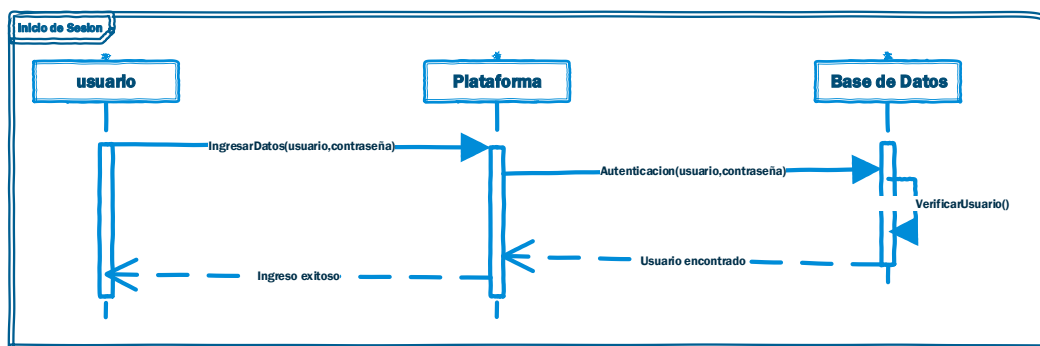 Inicio de Sesion
usuario
Plataforma
Base de Datos
IngresarDatos(usuario,contraseña)
Autenticacion(usuario,contraseña)
VerificarUsuario()
Usuario encontrado
Ingreso exitoso